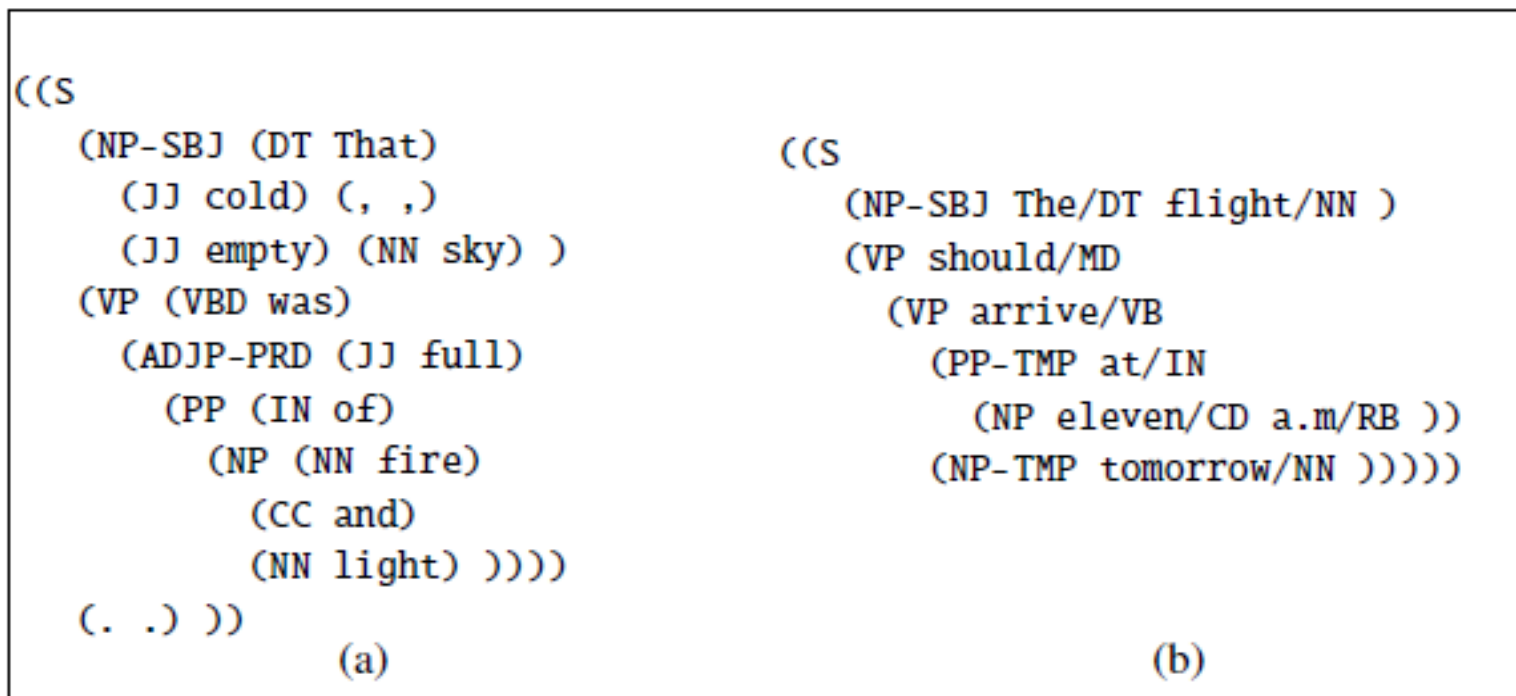 ((S
(NP-SBJ (DT That)
(JJ cold) (, ,)
(JJ empty) (NN sky) )
(VP (VBD was)
(ADJP-PRD (JJ full)
(PP (IN of)
(NP (NN fire)
(CC and)
(NN light) ))))
(. .) ))
(a)
((S
(NP-SBJ The/DT flight/NN )
(VP should/MD
(VP arrive/VB
(PP-TMP at/IN
(NP eleven/CD a.m/RB ))
(NP-TMP tomorrow/NN )))))
(b)